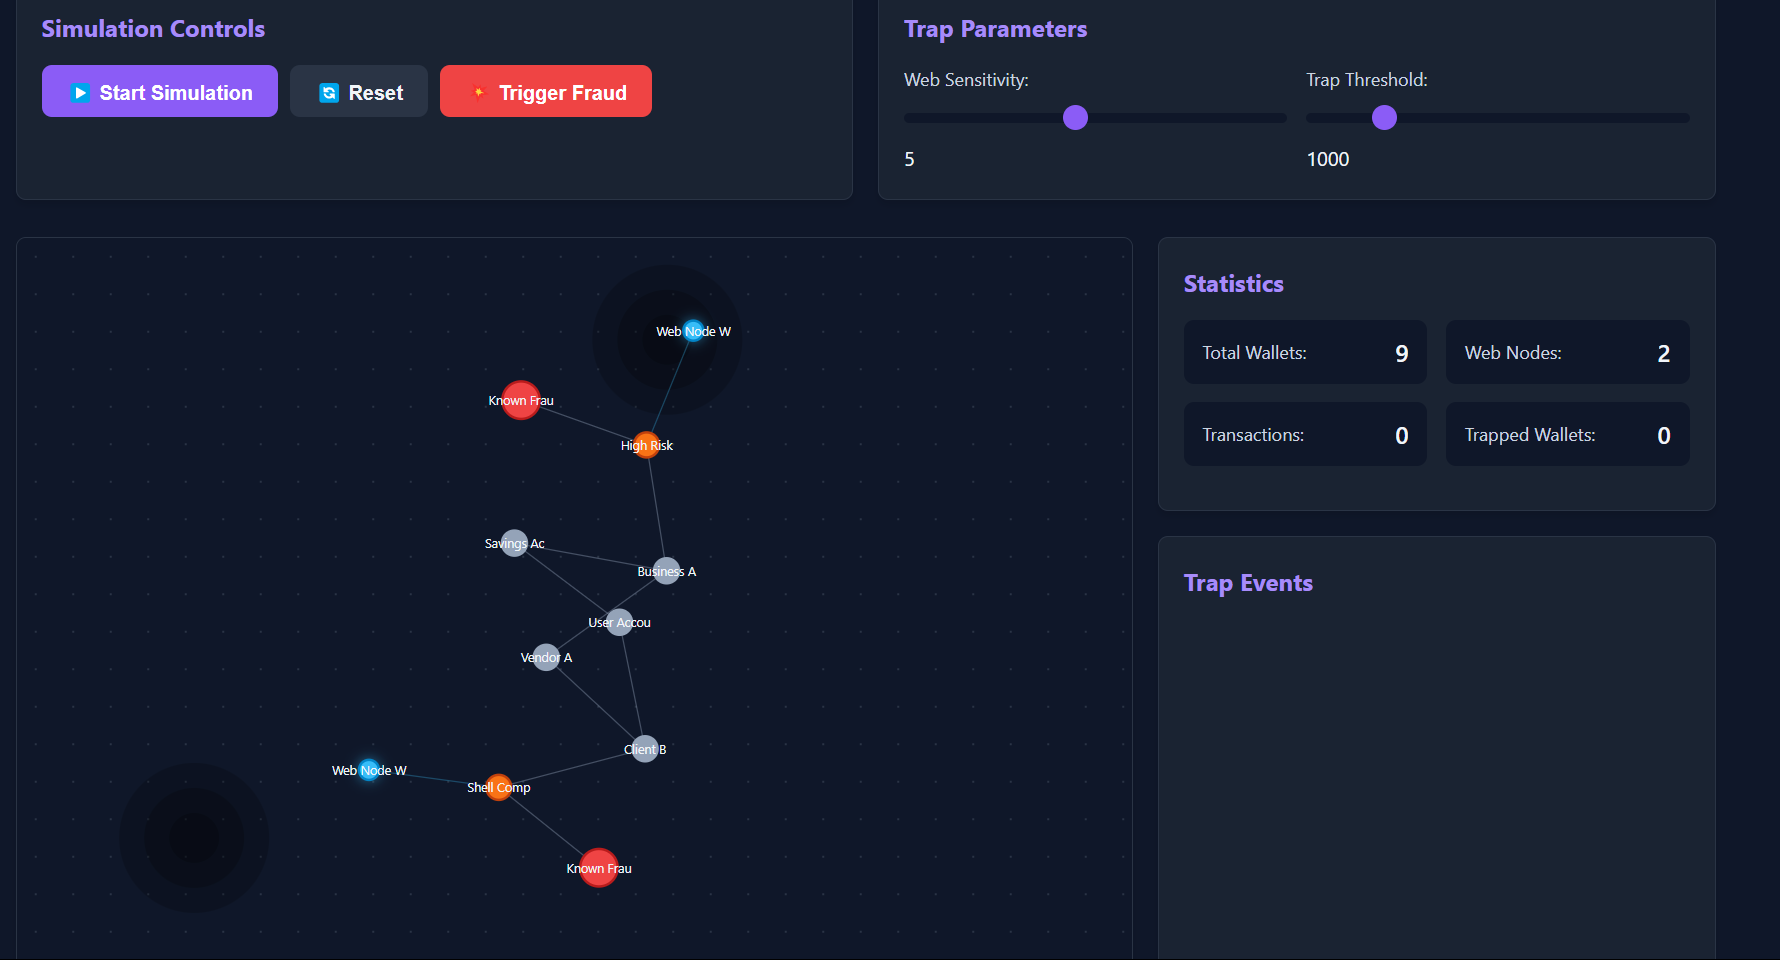 Simulation Controls
Start Simulation
Reset
Trigger Fraud
Trap Parameters
Web Sensitivity:
5
Trap Threshold:
1000
Web Node W
Known Frau
High Risk
Savings Ac
Business A
User Accou
Vendor A
Client B
Web Node W
Shell Comp
Known Frau
Statistics
Total Wallets: 9
Web Nodes: 2
Transactions: 0
Trapped Wallets: 0
Trap Events